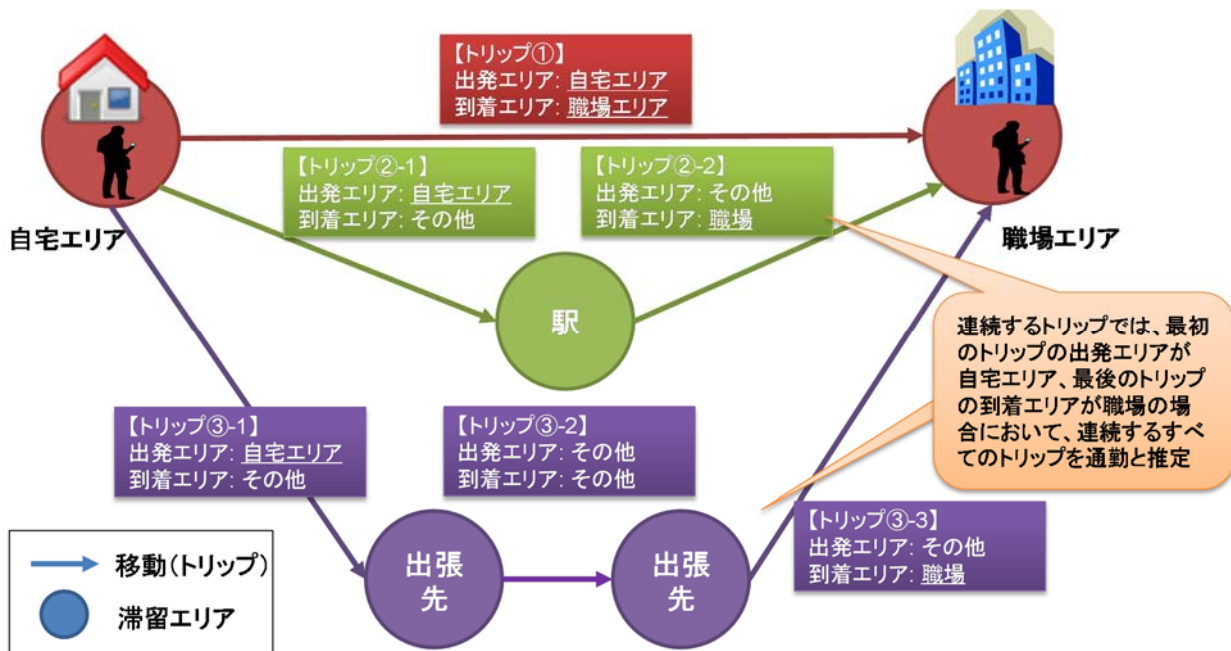 【トリップ①】
出発エリア: 自宅エリア
到着エリア: 職場エリア
【トリップ②-1】
出発エリア: 自宅エリア
到着エリア: その他
【トリップ②-2】
出発エリア: その他
到着エリア: 職場
自宅エリア
職場エリア
駅
連続するトリップでは、最初
のトリップの出発エリアが
自宅エリア、最後のトリップ
の到着エリアが職場の場
合において、連続するすべ
てのトリップを通勤と推定
【トリップ③-1】
出発エリア: 自宅エリア
到着エリア: その他
【トリップ③-2】
出発エリア: その他
到着エリア: その他
【トリップ③-3】
出発エリア: その他
到着エリア: 職場
出張
先
出張
先
移動(トリップ)
滞留エリア